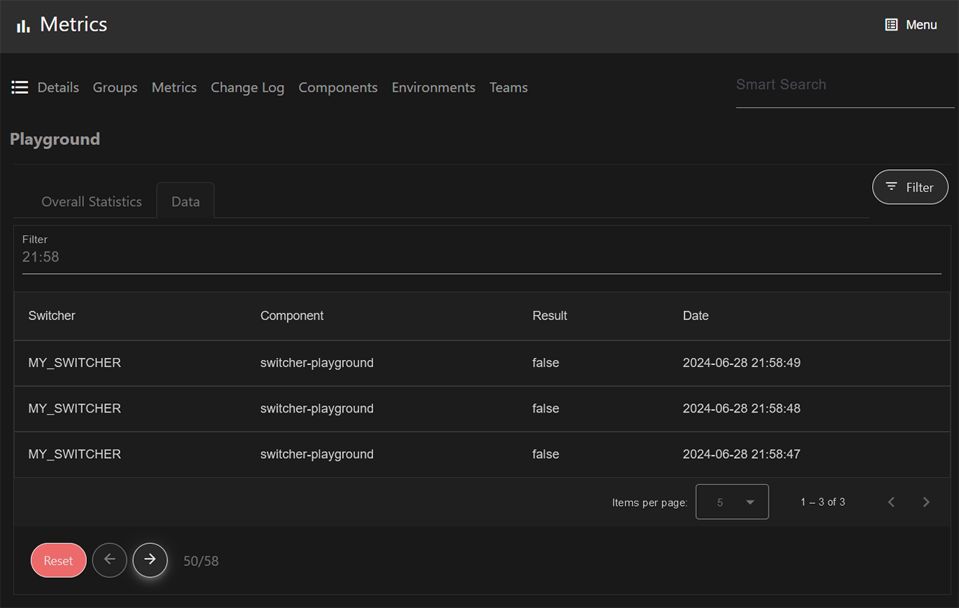 Metrics
Menu
Details Groups Metrics Change Log Components Environments Teams
Smart Search
Playground
Overall Statistics Data
Filter
Filter
21:58
Switcher Component Result Date
MY_SWITCHER switcher-playground false 2024-06-28 21:58:49
MY_SWITCHER switcher-playground false 2024-06-28 21:58:48
MY_SWITCHER switcher-playground false 2024-06-28 21:58:47
Items per page: 5 1 – 3 of 3
Reset 50/58